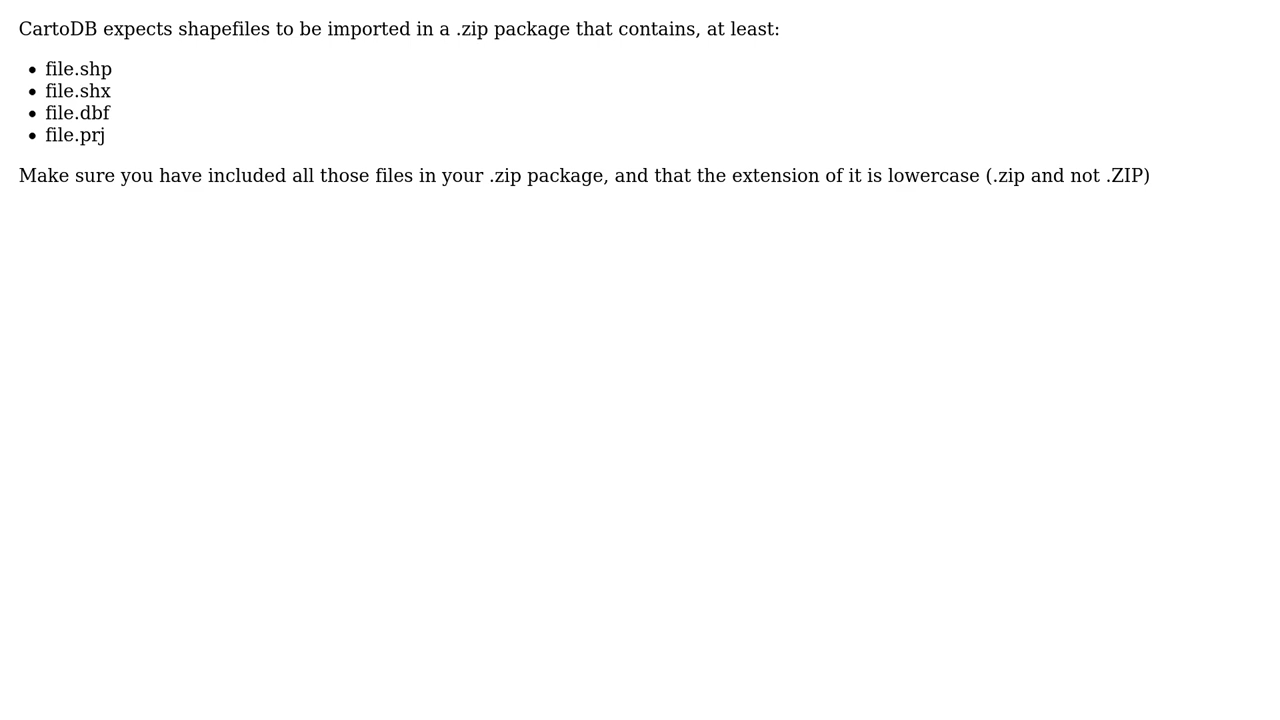 CartoDB expects shapefiles to be imported in a .zip package that contains, at least:
• file.shp
• file.shx
• file.dbf
• file.prj
Make sure you have included all those files in your .zip package, and that the extension of it is lowercase (.zip and not .ZIP)